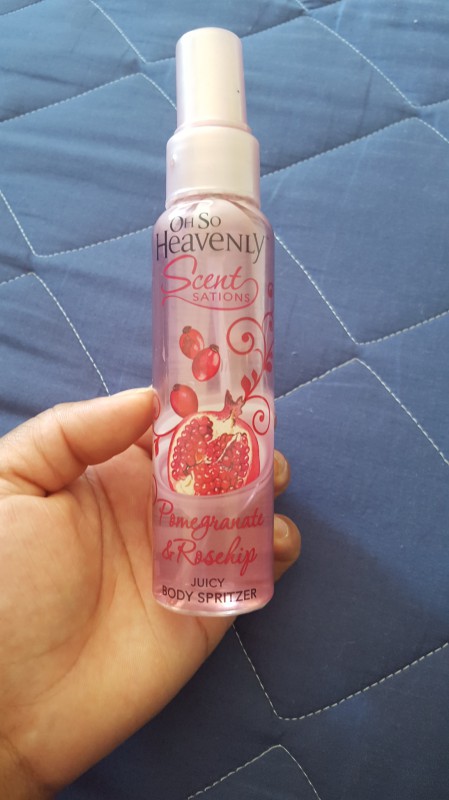 Oh So
Heavenly
Scent
SATIONS
Pomegranate
& Rosehip
JUICY
BODY SPRITZER